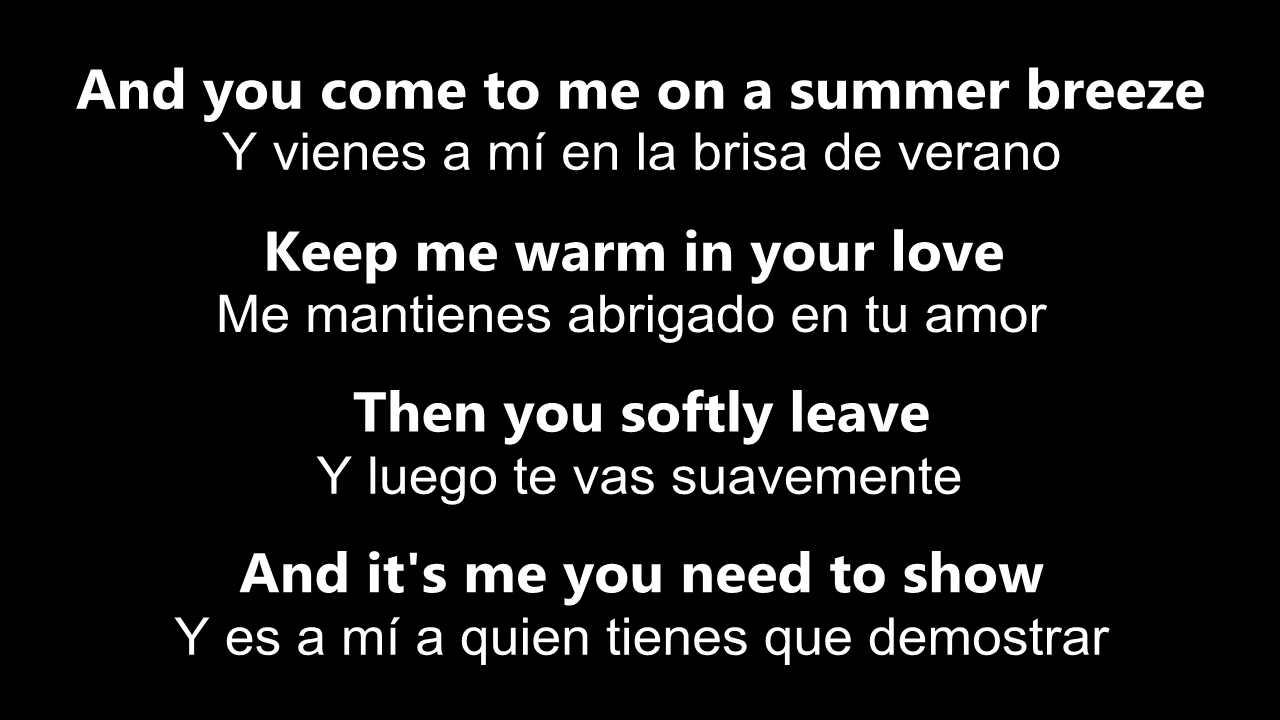 And you come to me on a summer breeze
Y vienes a mí en la brisa de verano
Keep me warm in your love
Me mantienes abrigado en tu amor
Then you softly leave
Y luego te vas suavemente
And it's me you need to show
Y es a mí a quien tienes que demostrar